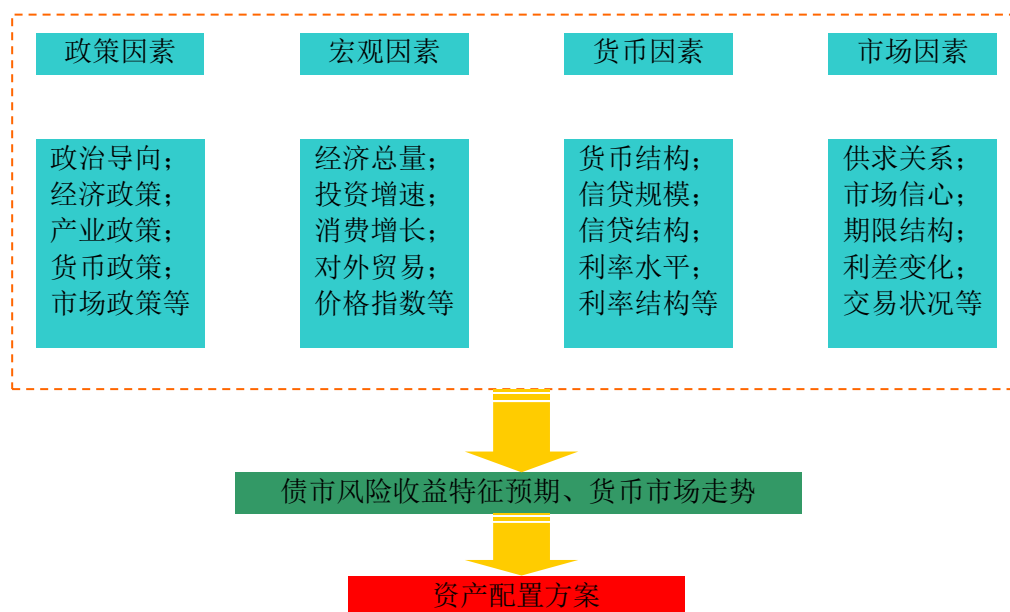 政策因素
宏观因素
货币因素
市场因素
政治导向；
经济政策；
产业政策；
货币政策；
市场政策等
经济总量；
投资增速；
消费增长；
对外贸易；
价格指数等
货币结构；
信贷规模；
信贷结构；
利率水平；
利率结构等
供求关系；
市场信心；
期限结构；
利差变化；
交易状况等
债市风险收益特征预期、货币市场走势
资产配置方案